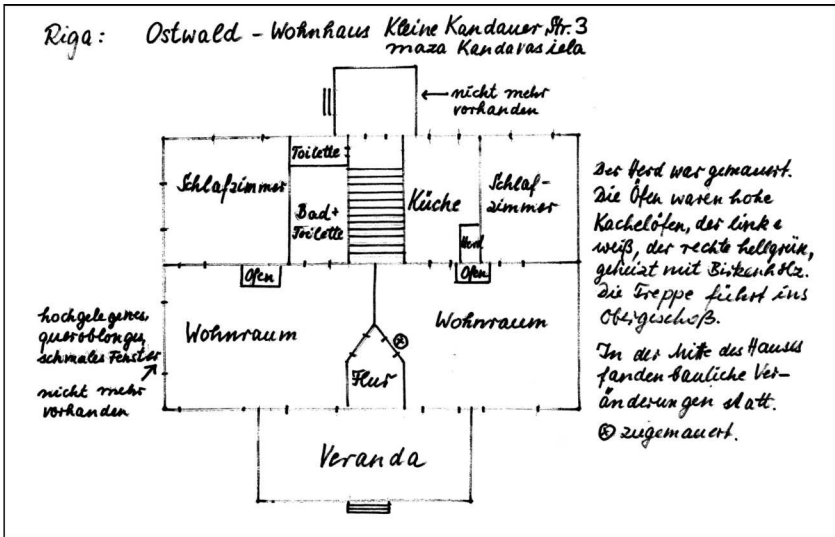 Riga: Ostwald - Wohnhaus Kleine Kandauer Str. 3
maza Kandavas iela
nicht mehr
vorhanden
Toilette
Schlafzimmer
Bad +
Toilette
Küche
Schlaf-
zimmer
Herd
Ofen
Ofen
Wohnraum
Wohnraum
Flur
Veranda
hochgelegenes,
queroblonges,
schmales Fenster
nicht mehr
vorhanden
Der Herd war gemauert.
Die Öfen waren hohe
Kachelöfen, der linke
weiß, der rechte hellgrün,
geheizt mit Birkenholz.
Die Treppe führt ins
Obergeschoß.
In der Mitte des Hauses
fanden bauliche Ver-
änderungen statt.
⊗ zugemauert.